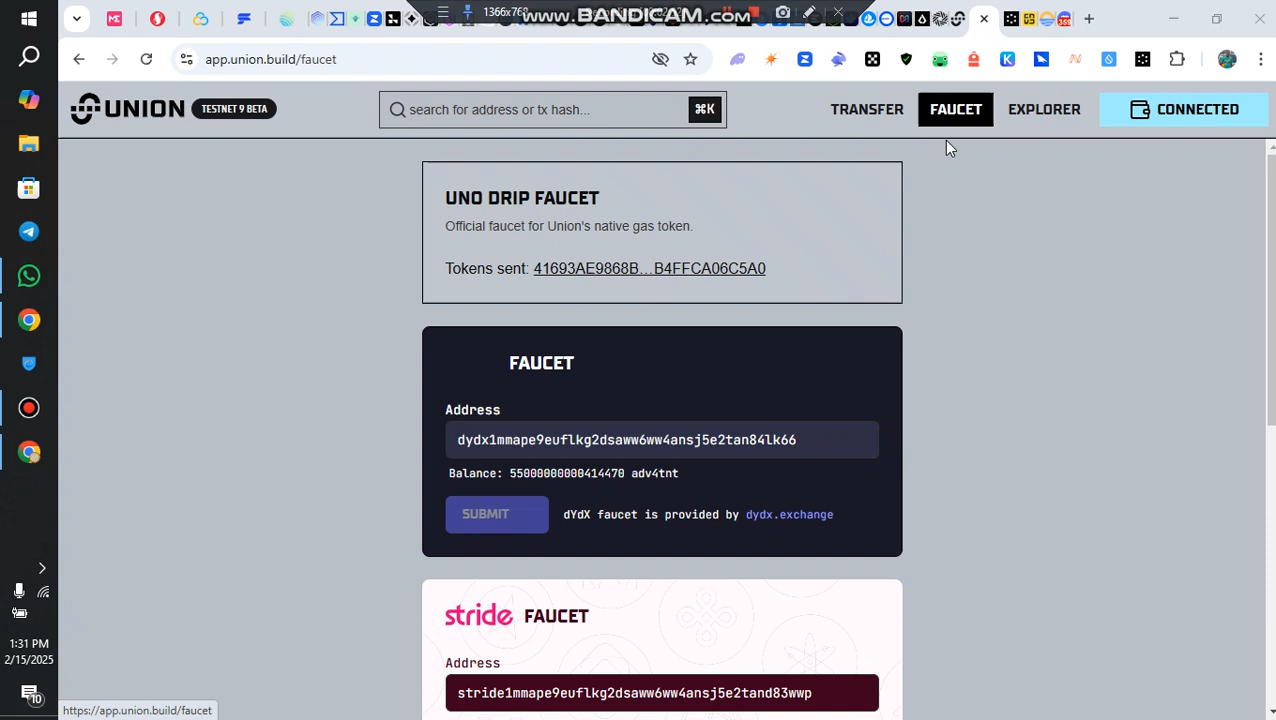 1366x768
www.BANDICAM.com
app.union.build/faucet
UNION
TESTNET 9 BETA
search for address or tx hash...
⌘K
TRANSFER
FAUCET
EXPLORER
CONNECTED
UNO DRIP FAUCET
Official faucet for Union's native gas token.
Tokens sent: 41693AE9868B...B4FFCA06C5A0
FAUCET
Address
dydx1mmape9euflkg2dsaww6ww4ansj5e2tan84lk66
Balance: 55000000000414470 adv4tnt
SUBMIT
dYdX faucet is provided by dydx.exchange
stride FAUCET
Address
stride1mmape9euflkg2dsaww6ww4ansj5e2tand83wwp
1:31 PM
2/15/2025
10
https://app.union.build/faucet